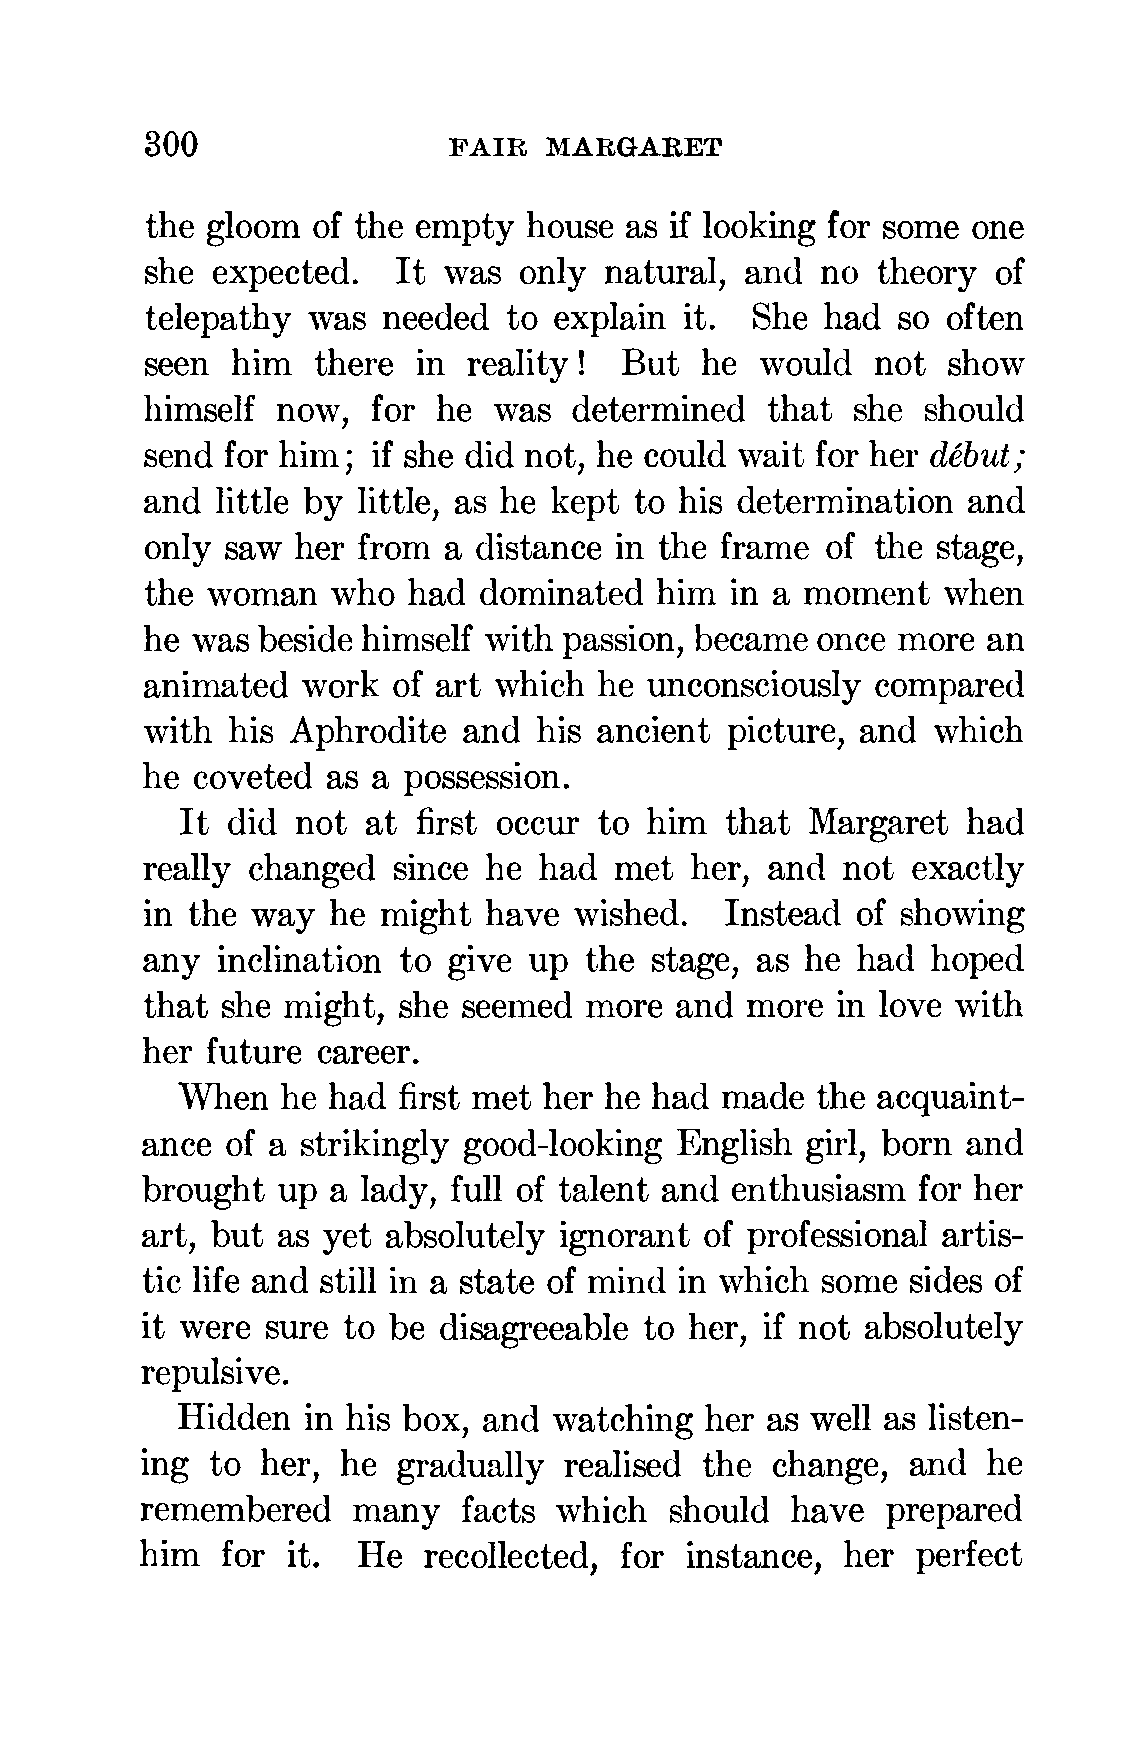 300 FAIR MARGARET
the gloom of the empty house as if looking for some one
she expected. It was only natural, and no theory of
telepathy was needed to explain it. She had so often
seen him there in reality! But he would not show
himself now, for he was determined that she should
send for him; if she did not, he could wait for her début;
and little by little, as he kept to his determination and
only saw her from a distance in the frame of the stage,
the woman who had dominated him in a moment when
he was beside himself with passion, became once more an
animated work of art which he unconsciously compared
with his Aphrodite and his ancient picture, and which
he coveted as a possession.
It did not at first occur to him that Margaret had
really changed since he had met her, and not exactly
in the way he might have wished. Instead of showing
any inclination to give up the stage, as he had hoped
that she might, she seemed more and more in love with
her future career.
When he had first met her he had made the acquaint-
ance of a strikingly good-looking English girl, born and
brought up a lady, full of talent and enthusiasm for her
art, but as yet absolutely ignorant of professional artis-
tic life and still in a state of mind in which some sides of
it were sure to be disagreeable to her, if not absolutely
repulsive.
Hidden in his box, and watching her as well as listen-
ing to her, he gradually realised the change, and he
remembered many facts which should have prepared
him for it. He recollected, for instance, her perfect